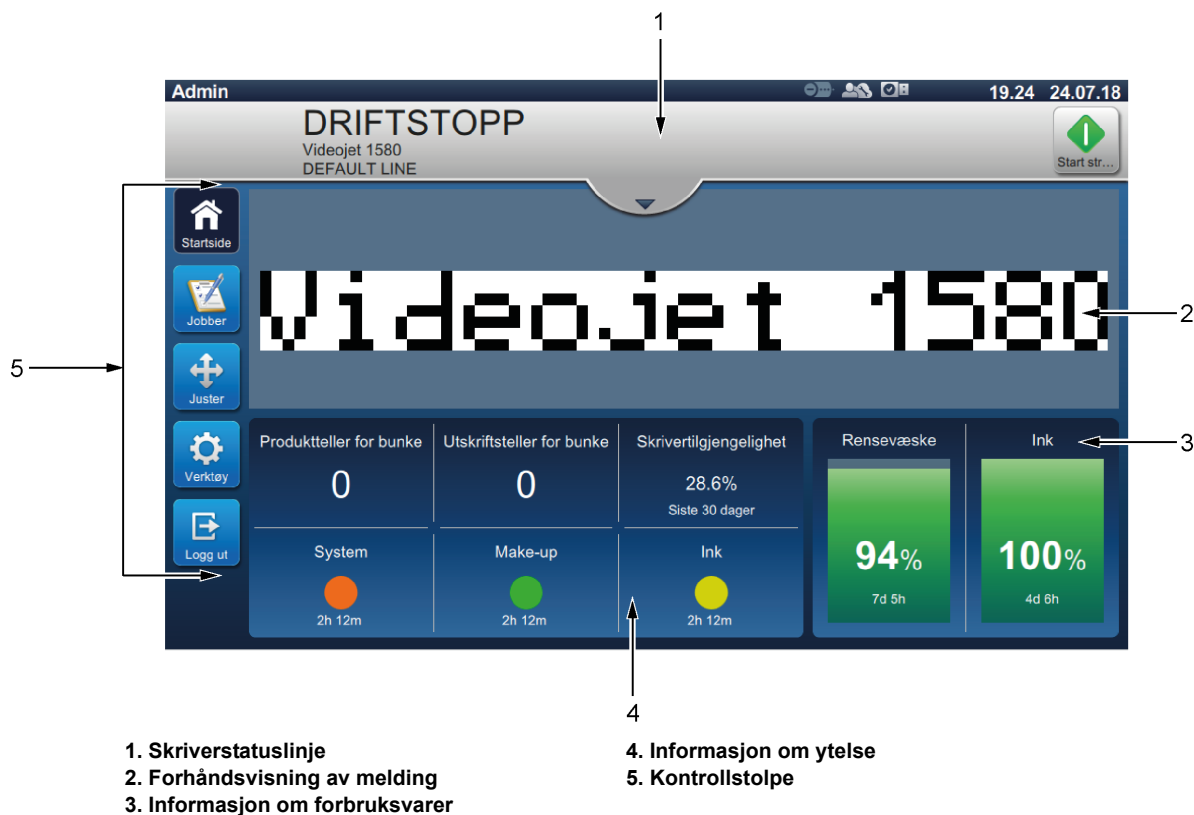 1
Admin
19.24 24.07.18
DRIFTSTOPP
Videojet 1580
DEFAULT LINE
Start str...
Startside
Jobber
Juster
Verktøy
Logg ut
5
Videojet 1580
2
Produktteller for bunke
0
Utskriftsteller for bunke
0
Skrivertilgjengelighet
28.6%
Siste 30 dager
System
2h 12m
Make-up
2h 12m
Ink
2h 12m
Rensevæske
94%
7d 5h
Ink
100%
4d 6h
3
4
1. Skriverstatuslinje
2. Forhåndsvisning av melding
3. Informasjon om forbruksvarer
4. Informasjon om ytelse
5. Kontrollstolpe